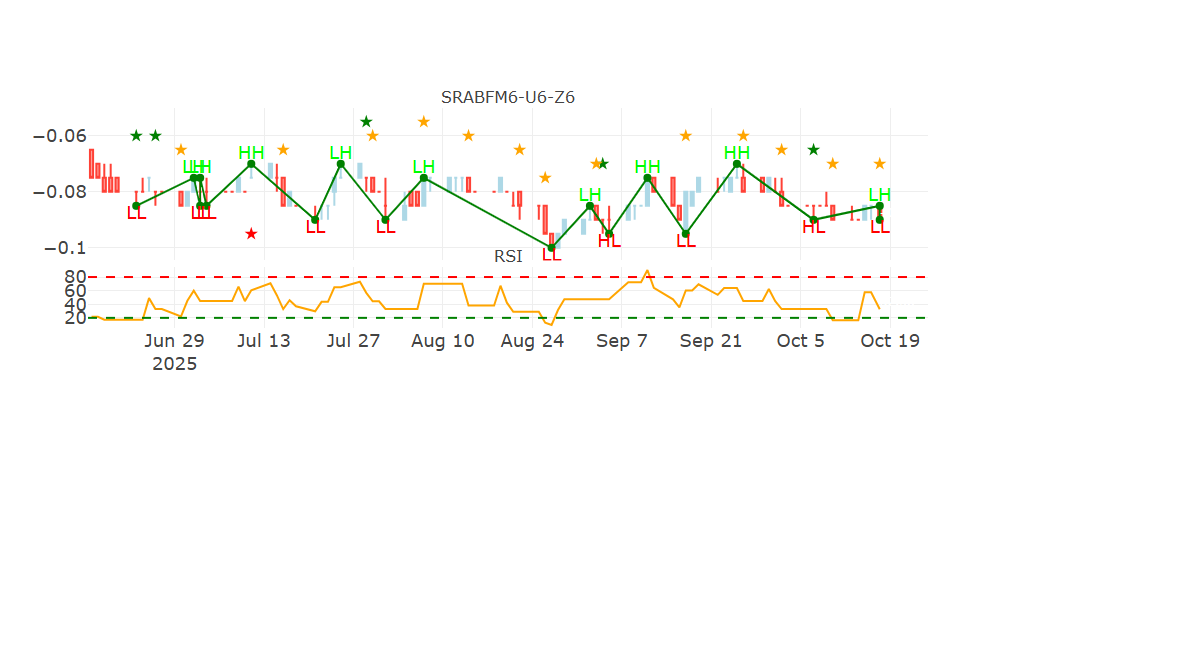 SRABFM6-U6-Z6
−0.06
−0.08
−0.1
HH LH LH HH HH
LH LH
LL LL LL HL LL HL LL
LL
RSI
80
60
40
20
Jun 29 Jul 13 Jul 27 Aug 10 Aug 24 Sep 7 Sep 21 Oct 5 Oct 19
2025